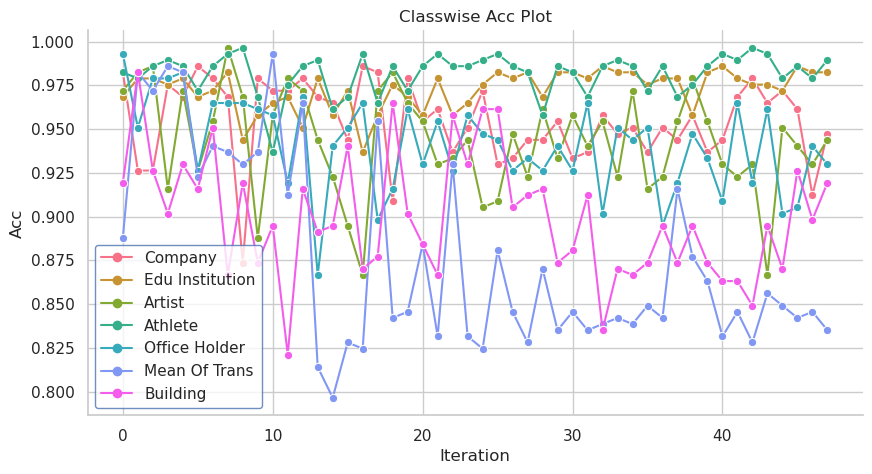 Classwise Acc Plot
1.000
0.975
0.950
0.925
0.900
0.875
0.850
0.825
0.800
Acc
Company
Edu Institution
Artist
Athlete
Office Holder
Mean Of Trans
Building
0 10 20 30 40
Iteration